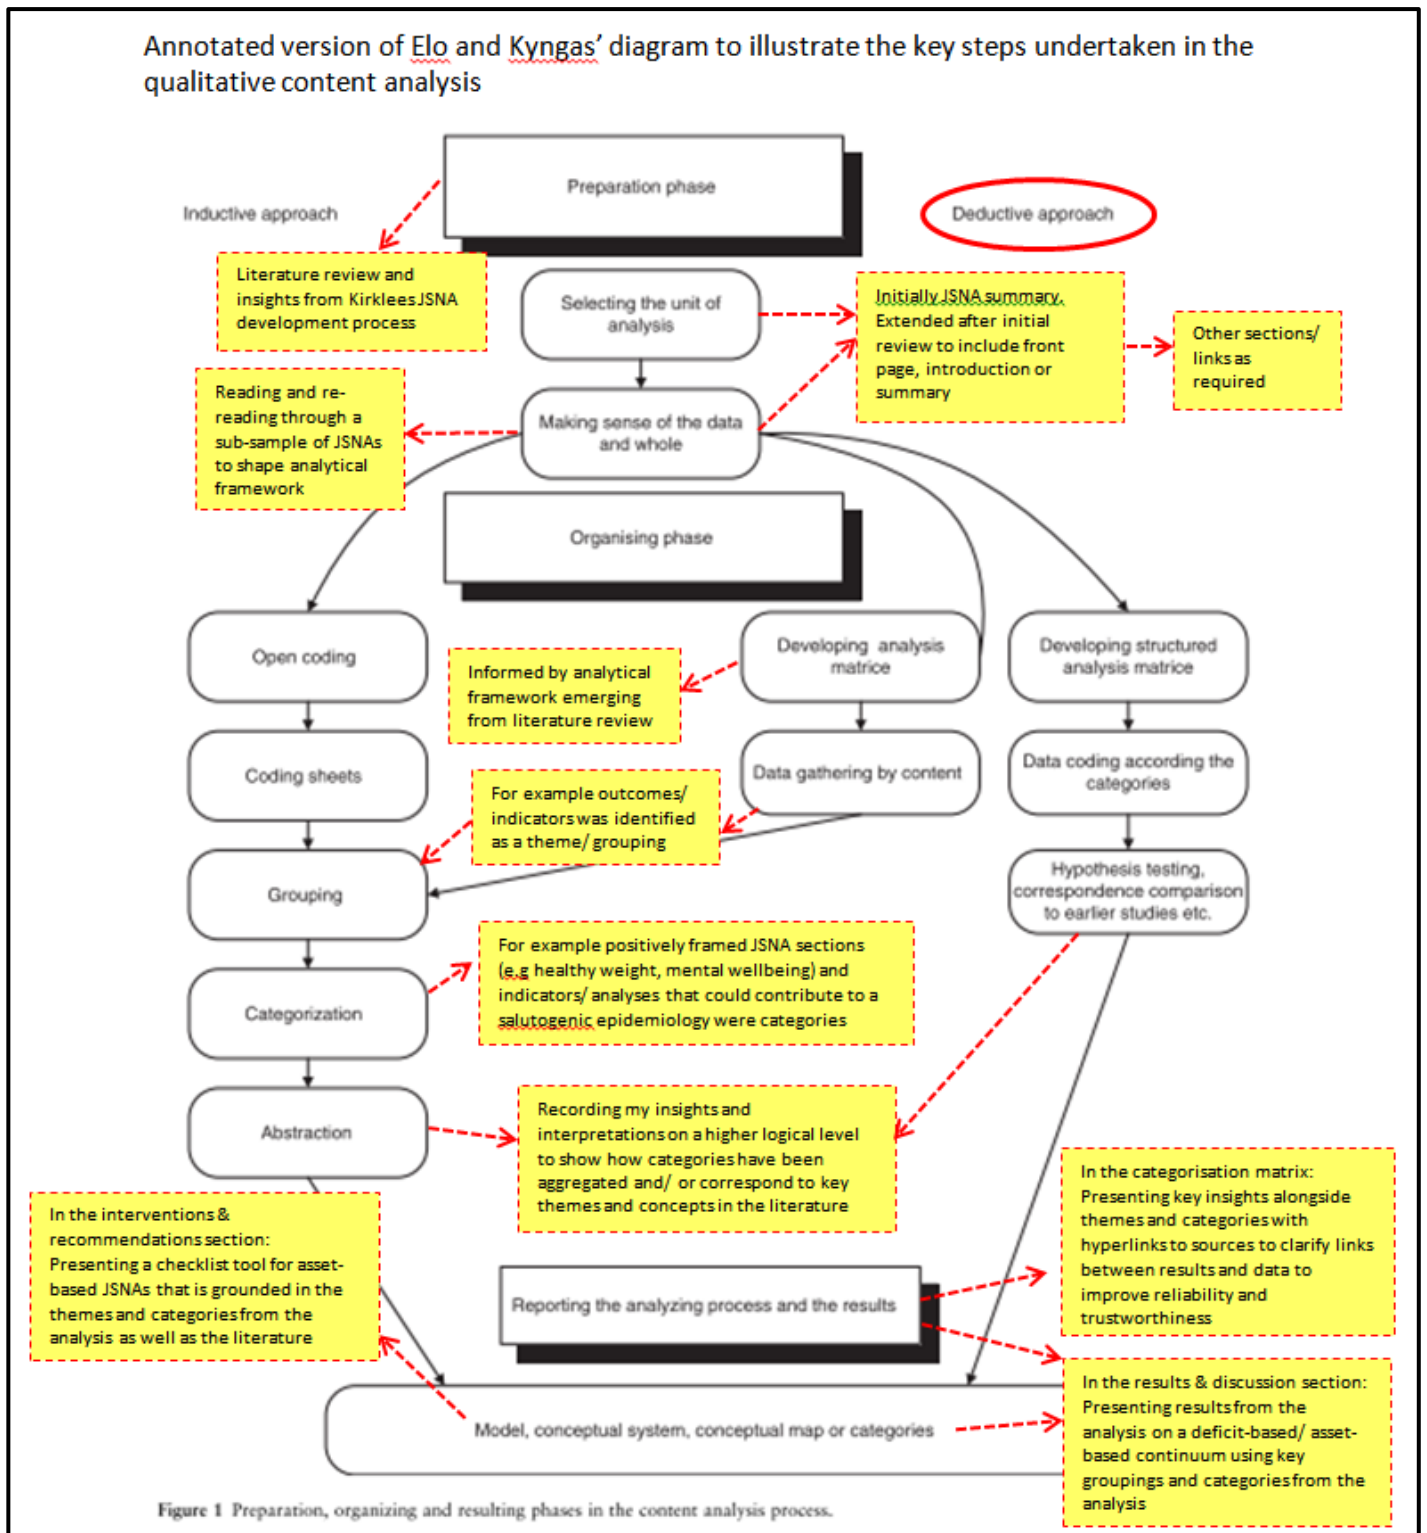 Annotated version of Elo and Kyngas’ diagram to illustrate the key steps undertaken in the
qualitative content analysis
Preparation phase
Inductive approach
Deductive approach
Literature review and
insights from Kirklees JSNA
development process
Selecting the unit of
analysis
Initially JSNA summary.
Extended after initial
review to include front
page, introduction or
summary
Other sections/
links as
required
Reading and re-
reading through a
sub-sample of JSNAs
to shape analytical
framework
Making sense of the data
and whole
Organising phase
Open coding
Informed by analytical
framework emerging
from literature review
Developing analysis
matrice
Developing structured
analysis matrice
Coding sheets
For example outcomes/
indicators was identified
as a theme/ grouping
Data gathering by content
Data coding according the
categories
Grouping
Hypothesis testing,
correspondence comparison
to earlier studies etc.
For example positively framed JSNA sections
(e.g healthy weight, mental wellbeing) and
indicators/ analyses that could contribute to a
salutogenic epidemiology were categories
Categorization
Abstraction
Recording my insights and
interpretations on a higher logical level
to show how categories have been
aggregated and/ or correspond to key
themes and concepts in the literature
In the interventions &
recommendations section:
Presenting a checklist tool for asset-
based JSNAs that is grounded in the
themes and categories from the
analysis as well as the literature
In the categorisation matrix:
Presenting key insights alongside
themes and categories with
hyperlinks to sources to clarify links
between results and data to
improve reliability and
trustworthiness
Reporting the analyzing process and the results
In the results & discussion section:
Presenting results from the
analysis on a deficit-based/ asset-
based continuum using key
groupings and categories from the
analysis
Model, conceptual system, conceptual map or categories
Figure 1 Preparation, organizing and resulting phases in the content analysis process.